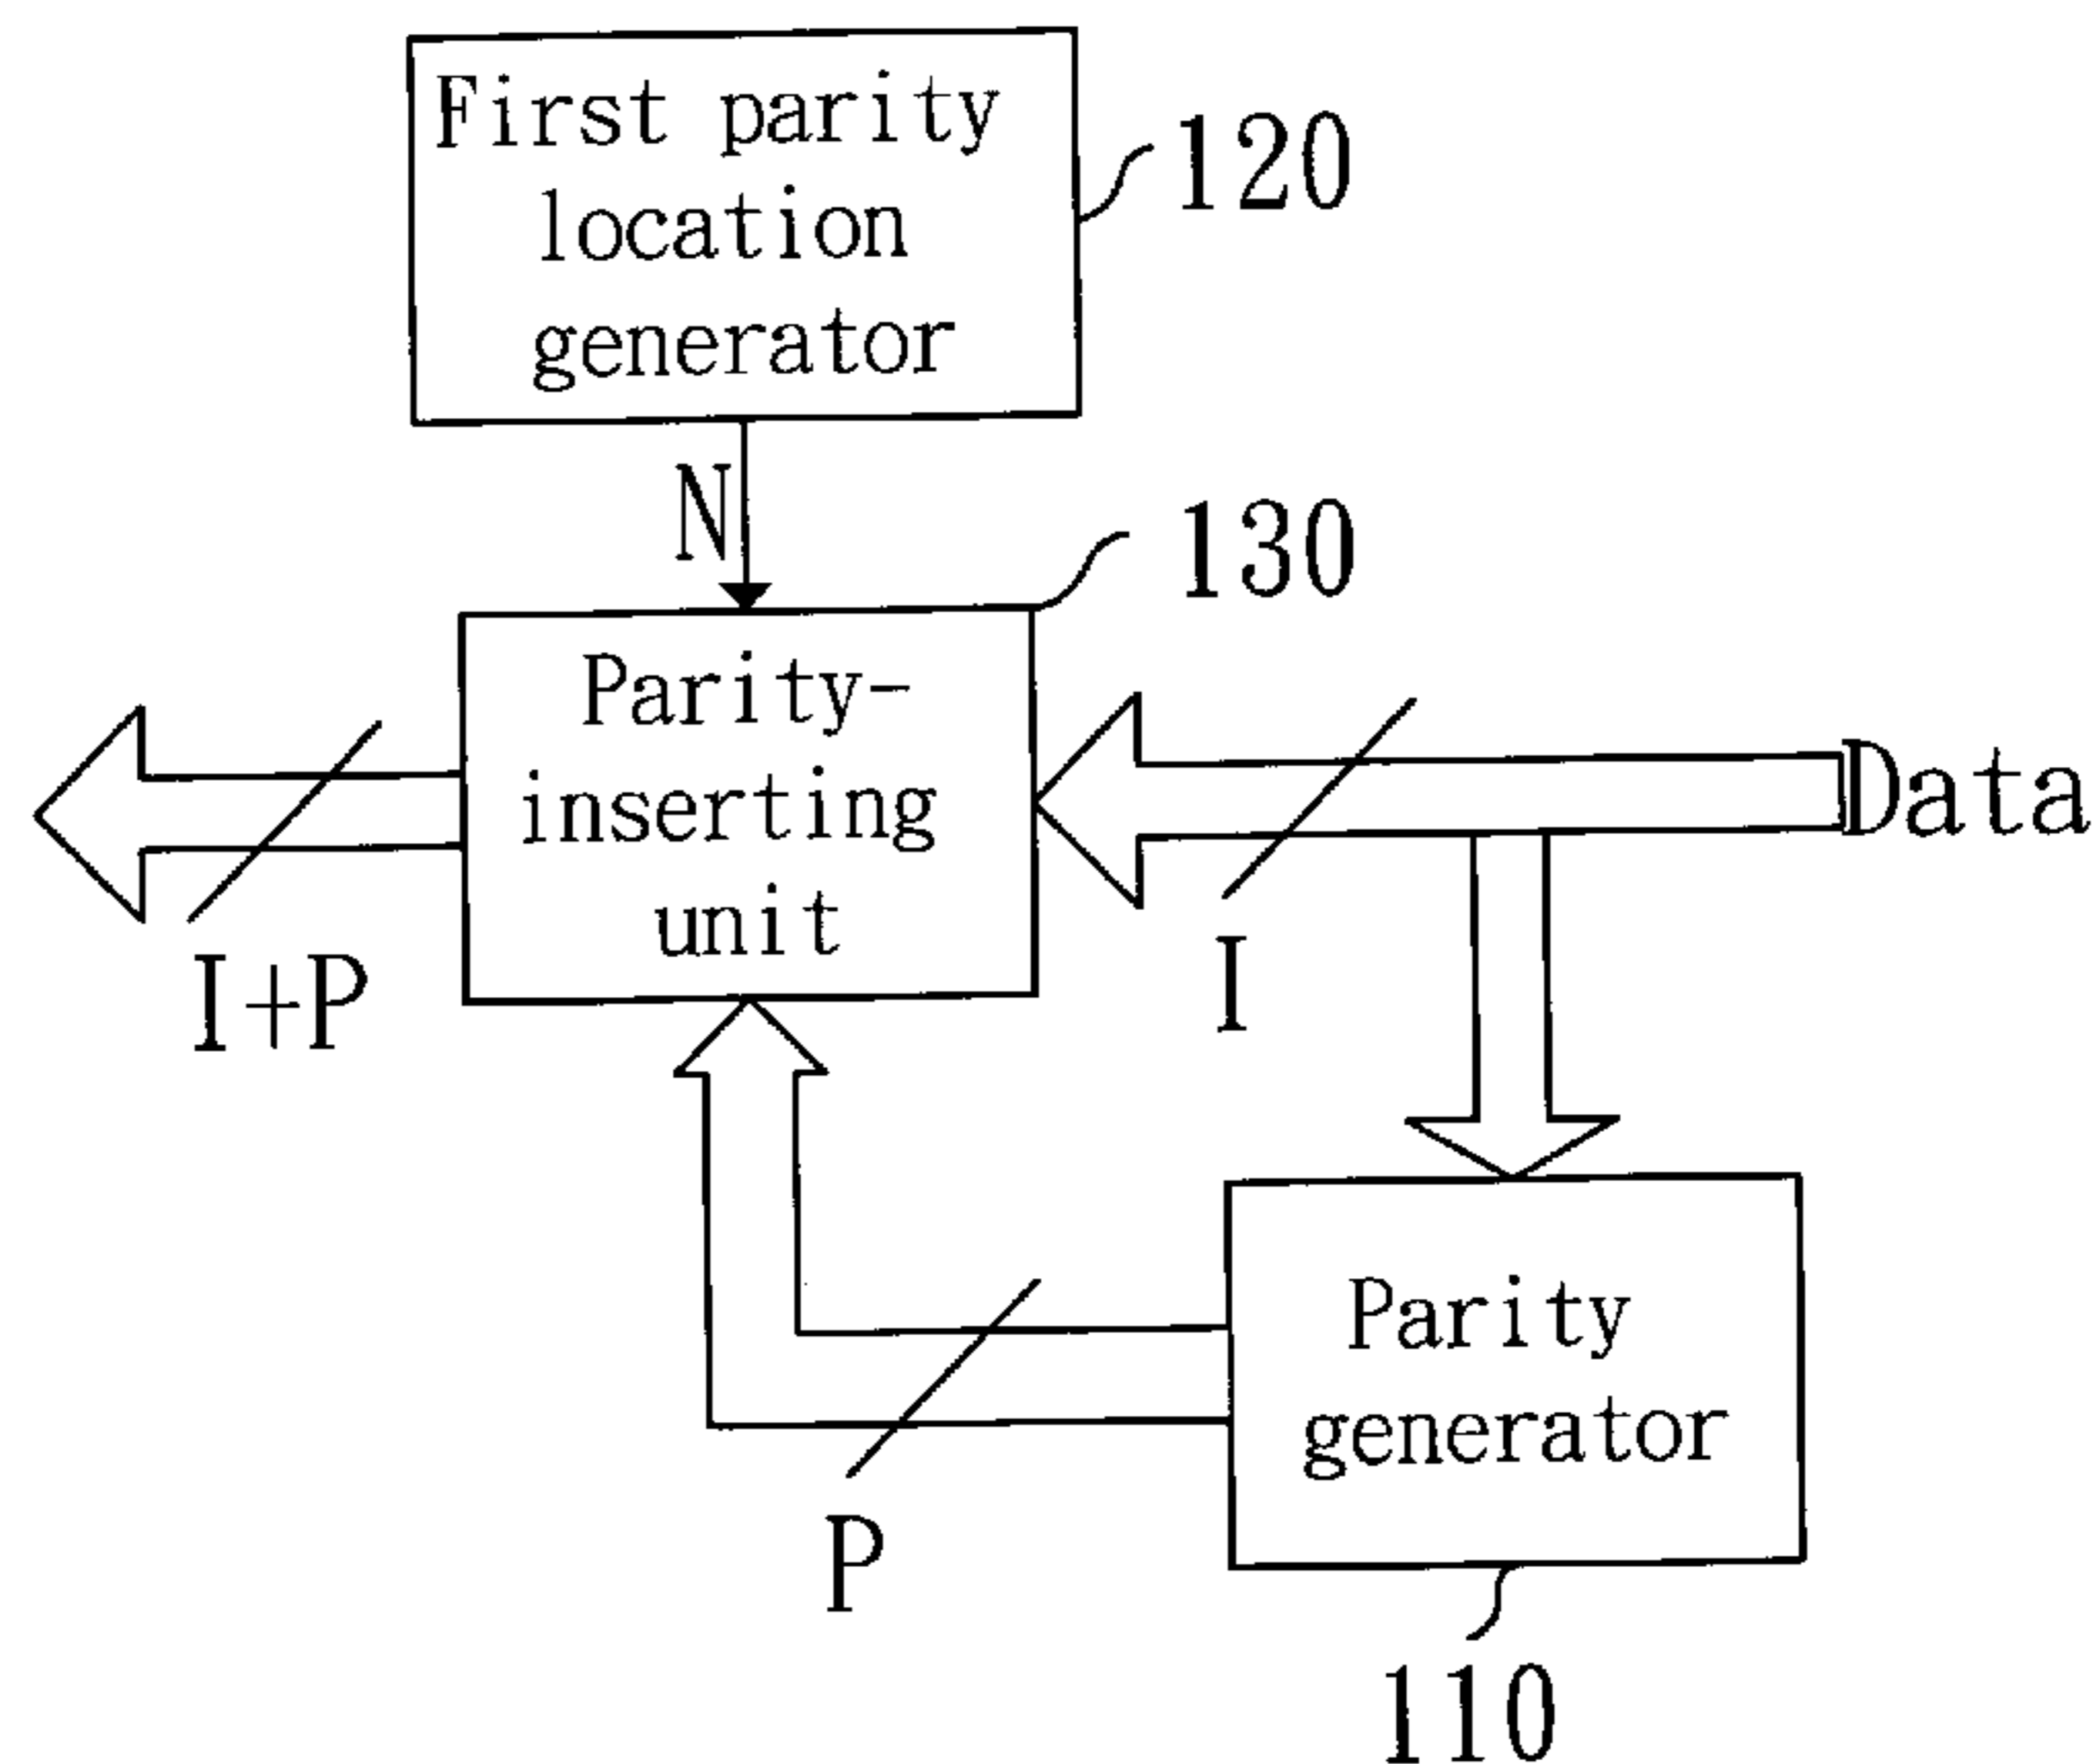 First parity
location
generator
120
N
130
Parity-
inserting
unit
Data
I
I+P
Parity
generator
P
110